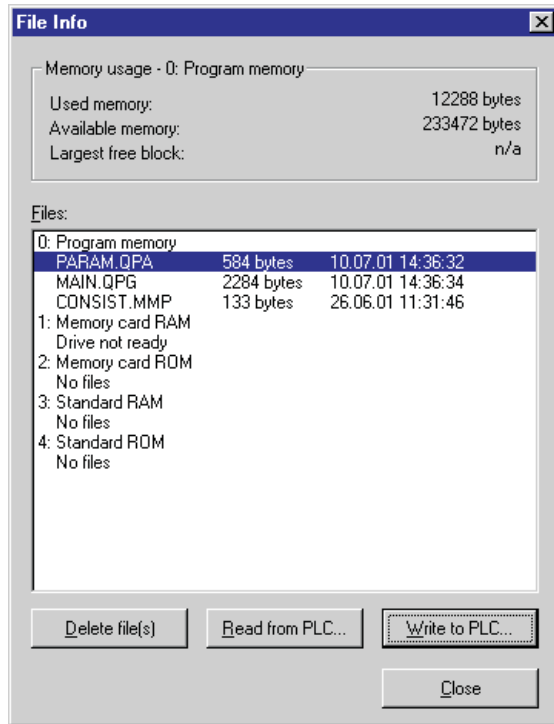 File Info
Memory usage - 0: Program memory
Used memory: 12288 bytes
Available memory: 233472 bytes
Largest free block: n/a
Files:
0: Program memory
PARAM.QPA 584 bytes 10.07.01 14:36:32
MAIN.QPG 2284 bytes 10.07.01 14:36:34
CONSIST.MMP 133 bytes 26.06.01 11:31:46
1: Memory card RAM
Drive not ready
2: Memory card ROM
No files
3: Standard RAM
No files
4: Standard ROM
No files
Delete file(s) Read from PLC... Write to PLC...
Close